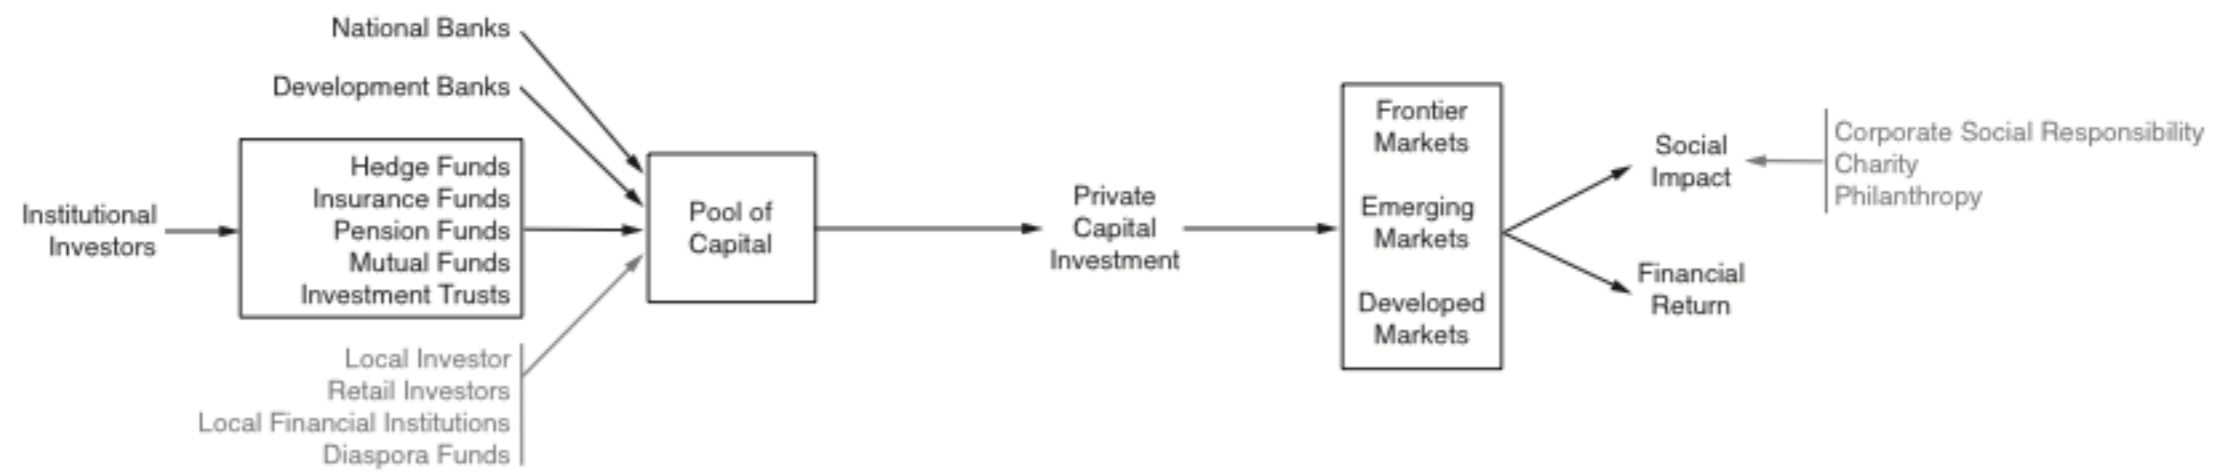 National Banks
Development Banks
Institutional
Investors
Hedge Funds
Insurance Funds
Pension Funds
Mutual Funds
Investment Trusts
Local Investor
Retail Investors
Local Financial Institutions
Diaspora Funds
Pool of
Capital
Private
Capital
Investment
Frontier
Markets
Emerging
Markets
Developed
Markets
Social
Impact
Financial
Return
Corporate Social Responsibility
Charity
Philanthropy